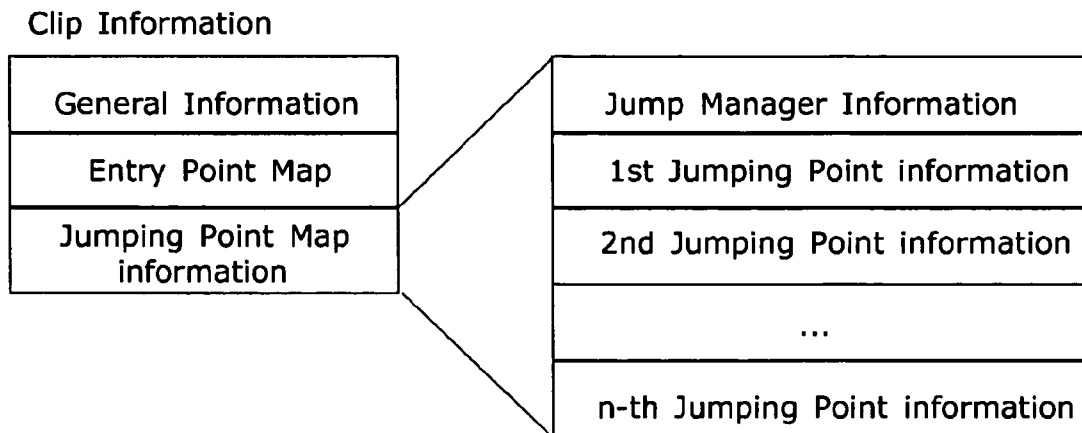 Clip Information
General Information
Entry Point Map
Jumping Point Map
information
Jump Manager Information
1st Jumping Point information
2nd Jumping Point information
...
n-th Jumping Point information